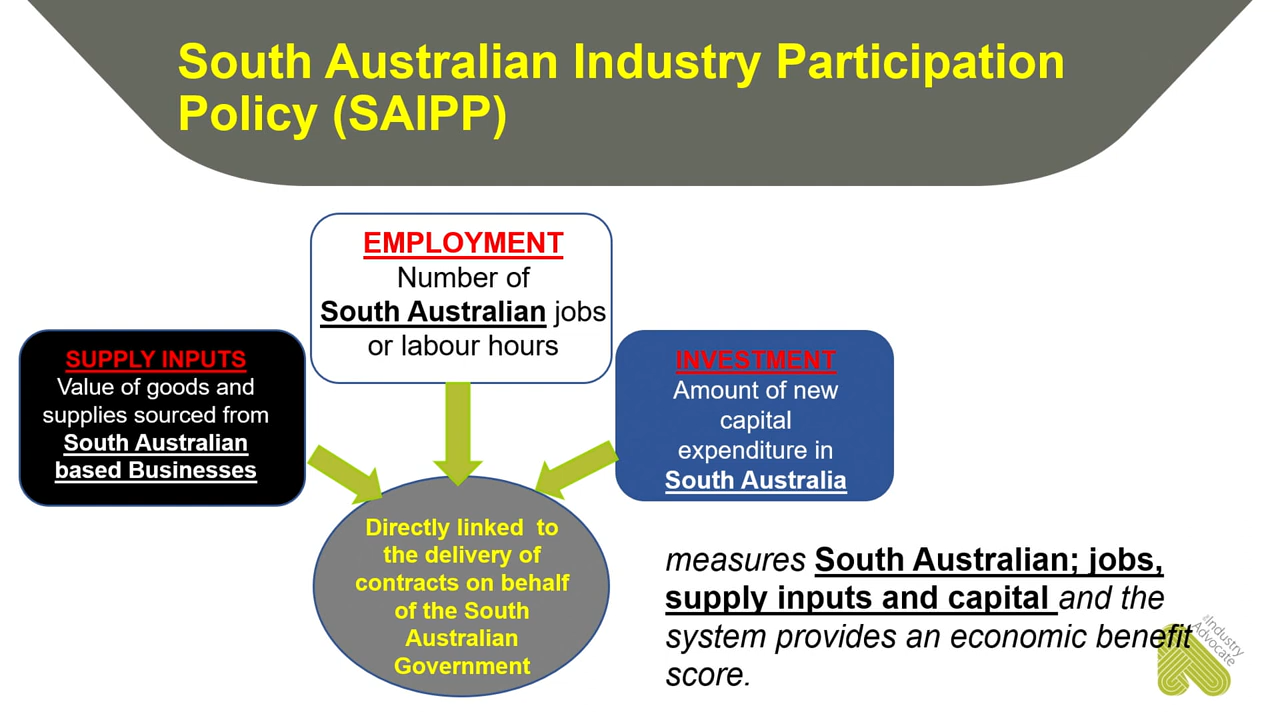 South Australian Industry Participation
Policy (SAIPP)
EMPLOYMENT
Number of
South Australian jobs
or labour hours
SUPPLY INPUTS
Value of goods and
supplies sourced from
South Australian
based Businesses
INVESTMENT
Amount of new
capital
expenditure in
South Australia
Directly linked to
the delivery of
contracts on behalf
of the South
Australian
Government
measures South Australian; jobs,
supply inputs and capital and the
system provides an economic benefit
score.
the Industry
Advocate